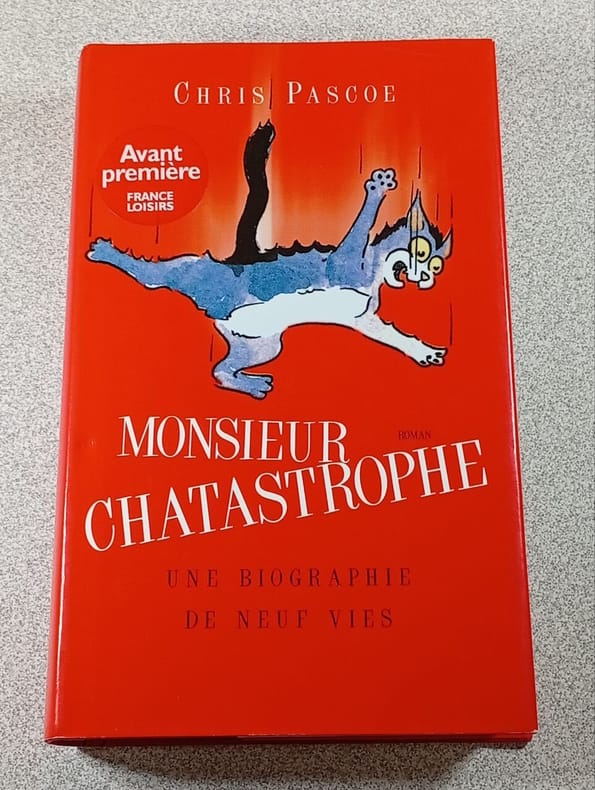 CHRIS PASCOE
Avant
première
FRANCE
LOISIRS
MONSIEUR
ROMAN
CHATASTROPHE
UNE BIOGRAPHIE
DE NEUF VIES